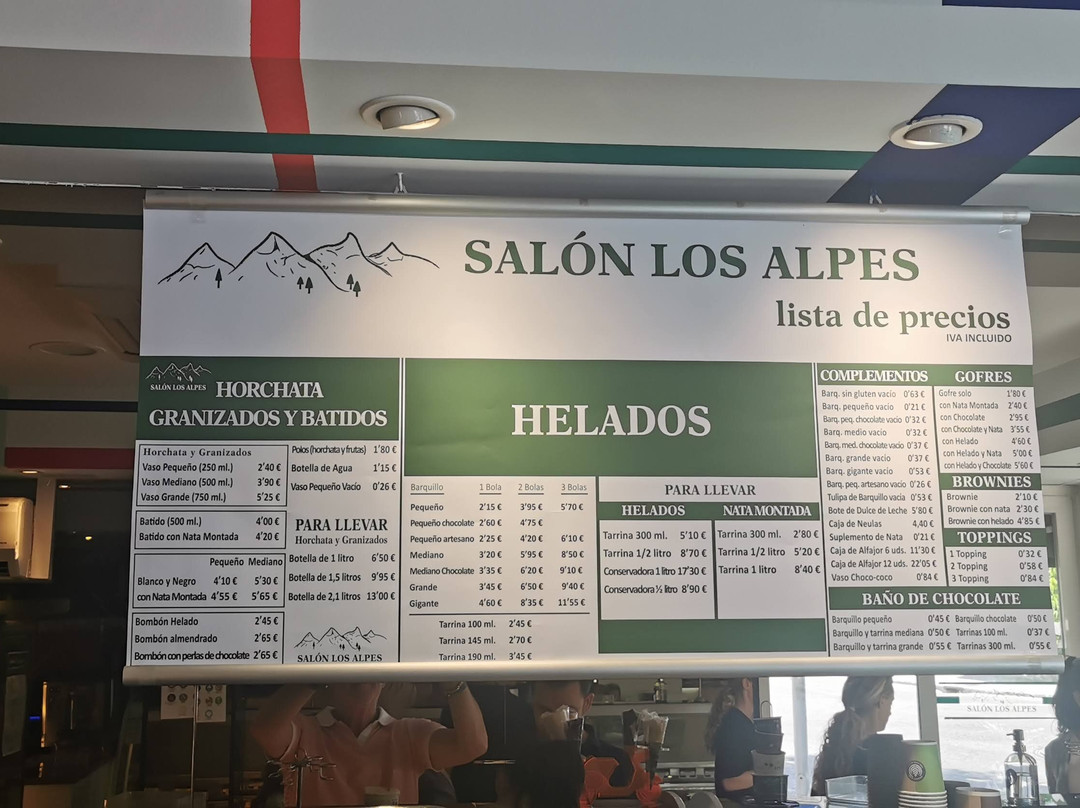 SALÓN LOS ALPES
lista de precios
IVA INCLUIDO
SALÓN LOS ALPES
HORCHATA
GRANIZADOS Y BATIDOS
Horchata y Granizados
Vaso Pequeño (250 ml.) 2'40 €
Vaso Mediano (500 ml.) 3'90 €
Vaso Grande (750 ml.) 5'25 €
Batido (500 ml.) 4'00 €
Batido con Nata Montada 4'20 €
Pequeño Mediano
Blanco y Negro 4'10 € 5'30 €
con Nata Montada 4'55 € 5'65 €
Bombón Helado 2'45 €
Bombón almendrado 2'65 €
Bombón con perlas de chocolate 2'65 €
Polos (horchata y frutas) 1'80 €
Botella de Agua 1'15 €
Vaso Pequeño Vacío 0'26 €
PARA LLEVAR
Horchata y Granizados
Botella de 1 litro 6'50 €
Botella de 1,5 litros 9'95 €
Botella de 2,1 litros 13'00 €
SALÓN LOS ALPES
HELADOS
Barquillo 1 Bola 2 Bolas 3 Bolas
Pequeño 2'15 € 3'95 € 5'70 €
Pequeño chocolate 2'60 € 4'75 €
Pequeño artesano 2'25 € 4'20 € 6'10 €
Mediano 3'20 € 5'95 € 8'50 €
Mediano Chocolate 3'35 € 6'20 € 9'10 €
Grande 3'45 € 6'50 € 9'40 €
Gigante 4'60 € 8'35 € 11'55 €
Tarrina 100 ml. 2'45 €
Tarrina 145 ml. 2'70 €
Tarrina 190 ml. 3'45 €
PARA LLEVAR
HELADOS
Tarrina 300 ml. 5'10 €
Tarrina 1/2 litro 8'70 €
Conservadora 1 litro 17'30 €
Conservadora ½ litro 8'90 €
NATA MONTADA
Tarrina 300 ml. 2'80 €
Tarrina 1/2 litro 5'20 €
Tarrina 1 litro 8'40 €
COMPLEMENTOS
Barq. sin gluten vacío 0'63 €
Barq. pequeño vacío 0'21 €
Barq. peq. chocolate vacío 0'32 €
Barq. medio vacío 0'32 €
Barq. med. chocolate vacío 0'37 €
Barq. grande vacío 0'37 €
Barq. gigante vacío 0'53 €
Barq. peq. artesano vacío 0'26 €
Tulipa de Barquillo vacía 0'53 €
Bote de Dulce de Leche 5'80 €
Caja de Neulas 4,40 €
Suplemento de Nata 0'21 €
Caja de Alfajor 6 uds. 11'30 €
Caja de Alfajor 12 uds. 22'05 €
Vaso Choco-coco 0'84 €
GOFRES
Gofre solo 1'80 €
con Nata Montada 2'40 €
con Chocolate 2'95 €
con Chocolate y Nata 3'55 €
con Helado 4'60 €
con Helado y Nata 5'00 €
con Helado y Chocolate 5'60 €
BROWNIES
Brownie 2'10 €
Brownie con nata 2'30 €
Brownie con helado 4'85 €
TOPPINGS
1 Topping 0'32 €
2 Topping 0'58 €
3 Topping 0'84 €
BAÑO DE CHOCOLATE
Barquillo pequeño 0'45 €
Barquillo y tarrina mediana 0'50 €
Barquillo y tarrina grande 0'55 €
Barquillo chocolate 0'50 €
Tarrinas 100 ml. 0'37 €
Tarrinas 300 ml. 0'55 €
SALÓN LOS ALPES